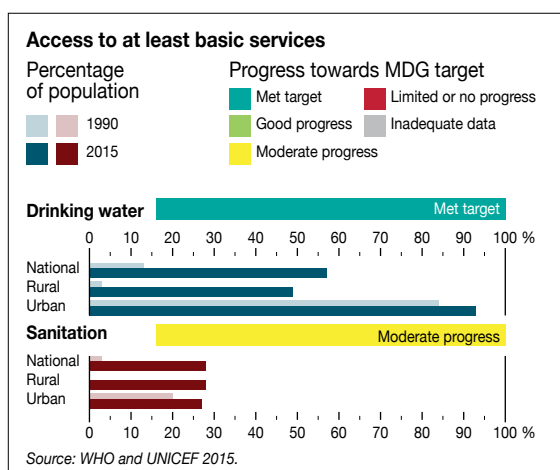 Access to at least basic services
Percentage of population
1990
2015
Progress towards MDG target
Met target
Limited or no progress
Good progress
Inadequate data
Moderate progress
Drinking water
Met target
0 10 20 30 40 50 60 70 80 90 100 %
National
Rural
Urban
Sanitation
Moderate progress
National
Rural
Urban
0 10 20 30 40 50 60 70 80 90 100 %
Source: WHO and UNICEF 2015.